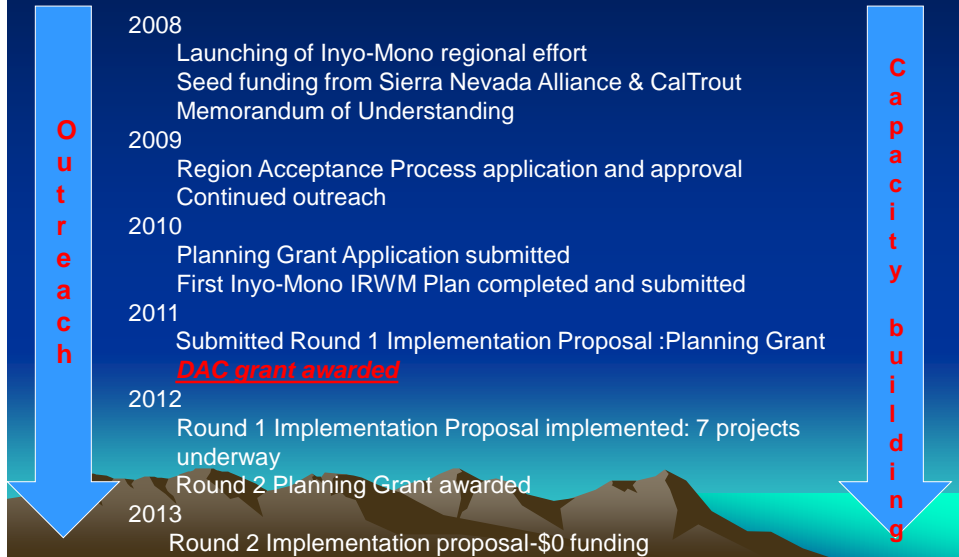 2008
Launching of Inyo-Mono regional effort
Seed funding from Sierra Nevada Alliance & CalTrout
Memorandum of Understanding
2009
Region Acceptance Process application and approval
Continued outreach
2010
Planning Grant Application submitted
First Inyo-Mono IRWM Plan completed and submitted
2011
Submitted Round 1 Implementation Proposal :Planning Grant
DAC grant awarded
2012
Round 1 Implementation Proposal implemented: 7 projects
underway
Round 2 Planning Grant awarded
2013
Round 2 Implementation proposal-$0 funding
Outreach
Capacity building